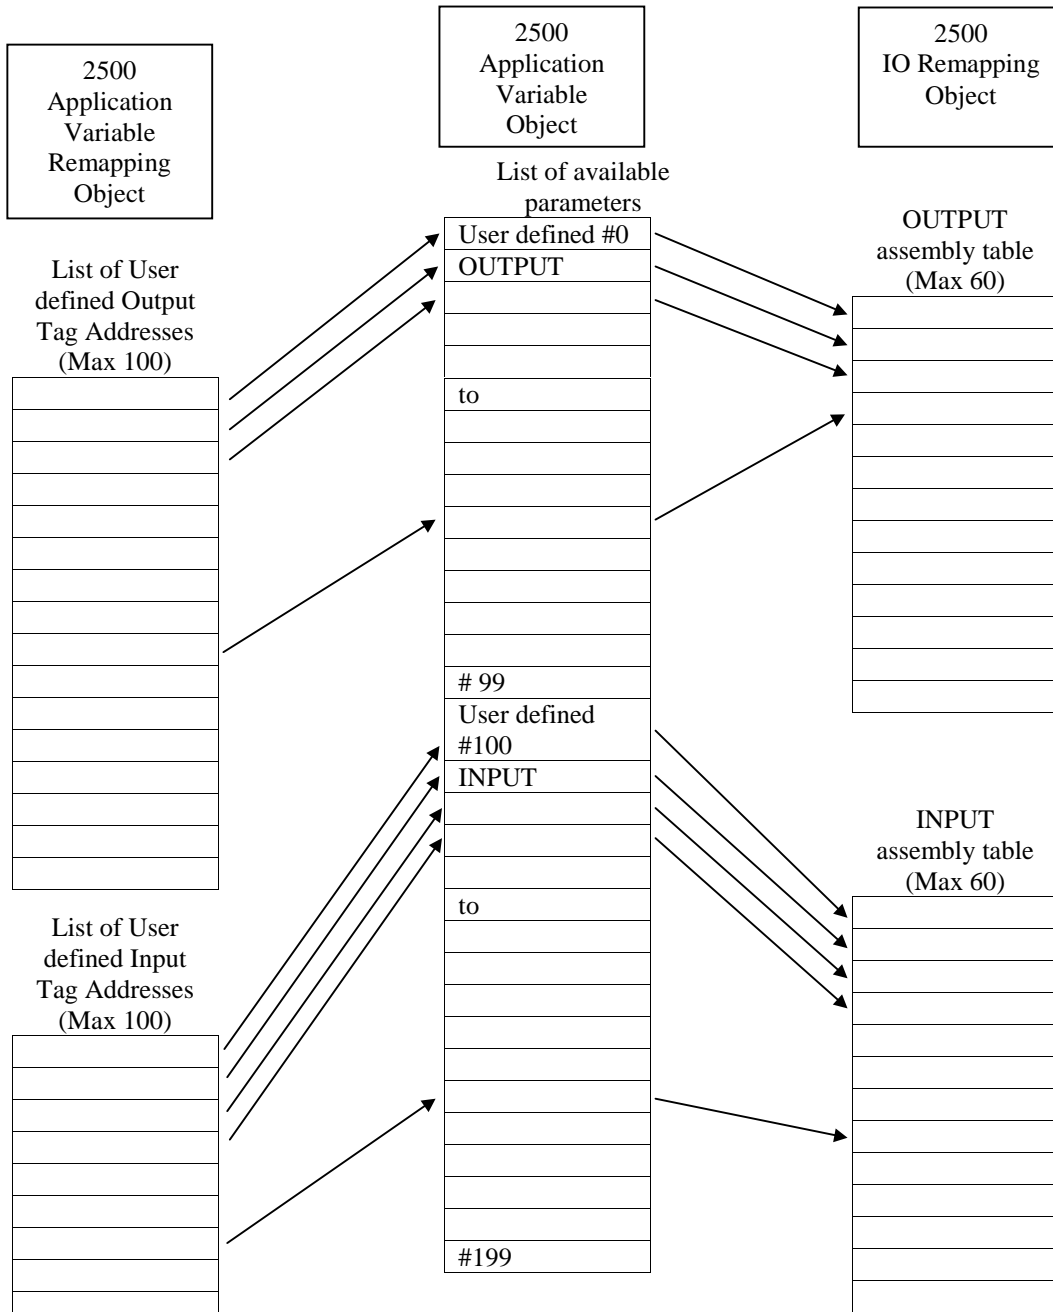 2500
Application
Variable
Remapping
Object
List of User
defined Output
Tag Addresses
(Max 100)
List of User
defined Input
Tag Addresses
(Max 100)
2500
Application
Variable
Object
List of available
parameters
User defined #0
OUTPUT
to
# 99
User defined
#100
INPUT
to
#199
2500
IO Remapping
Object
OUTPUT
assembly table
(Max 60)
INPUT
assembly table
(Max 60)